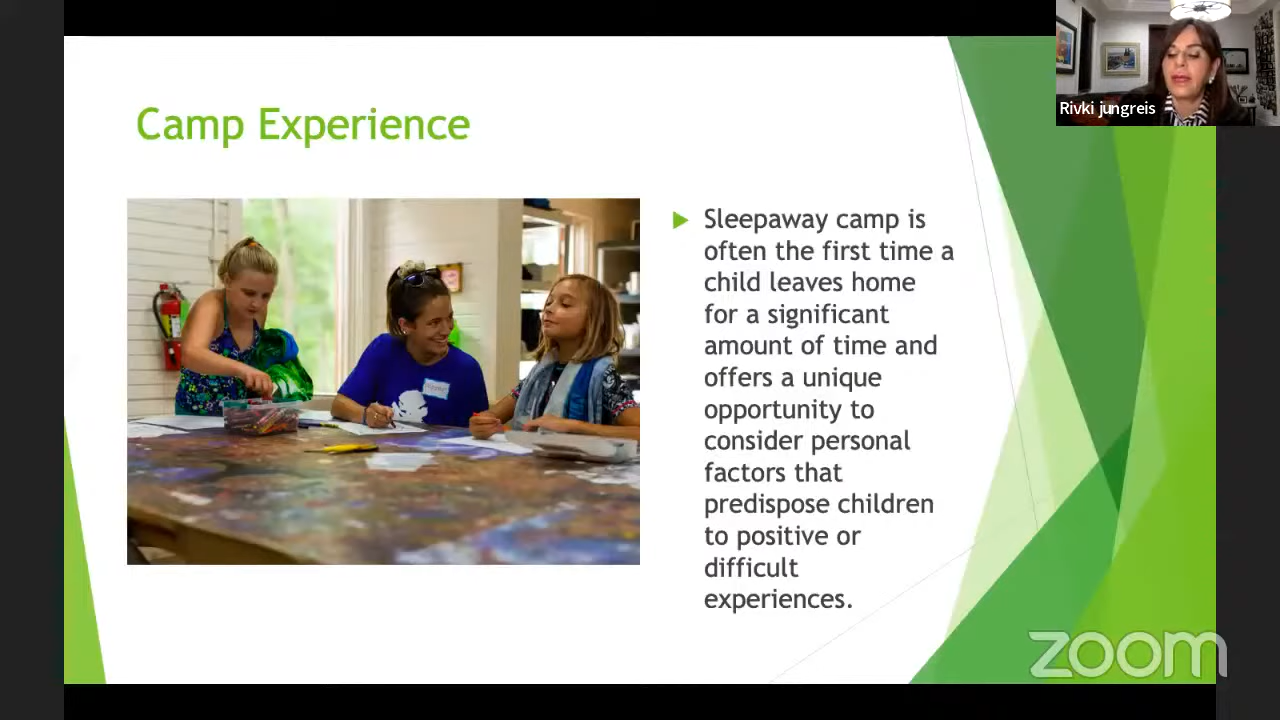 Rivki jungreis
Camp Experience
Sleepaway camp is
often the first time a
child leaves home
for a significant
amount of time and
offers a unique
opportunity to
consider personal
factors that
predispose children
to positive or
difficult
experiences.
zoom